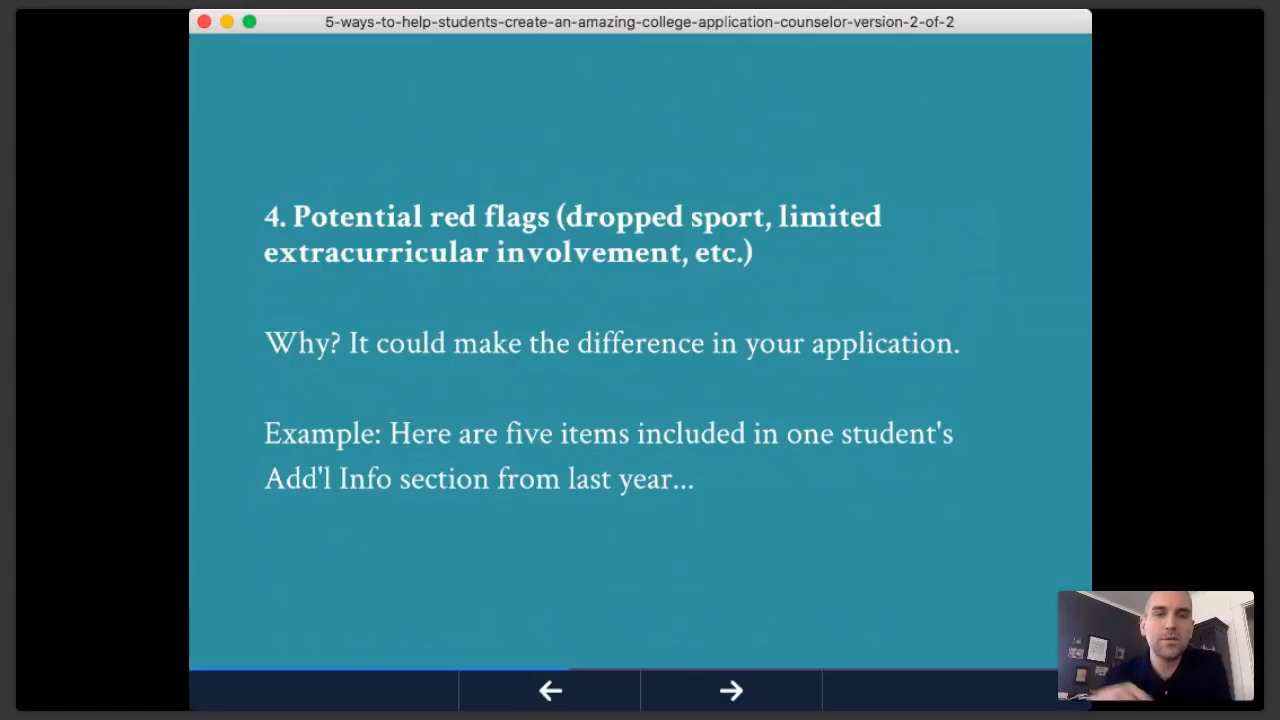 5-ways-to-help-students-create-an-amazing-college-application-counselor-version-2-of-2
4. Potential red flags (dropped sport, limited
extracurricular involvement, etc.)
Why? It could make the difference in your application.
Example: Here are five items included in one student's
Add'l Info section from last year...